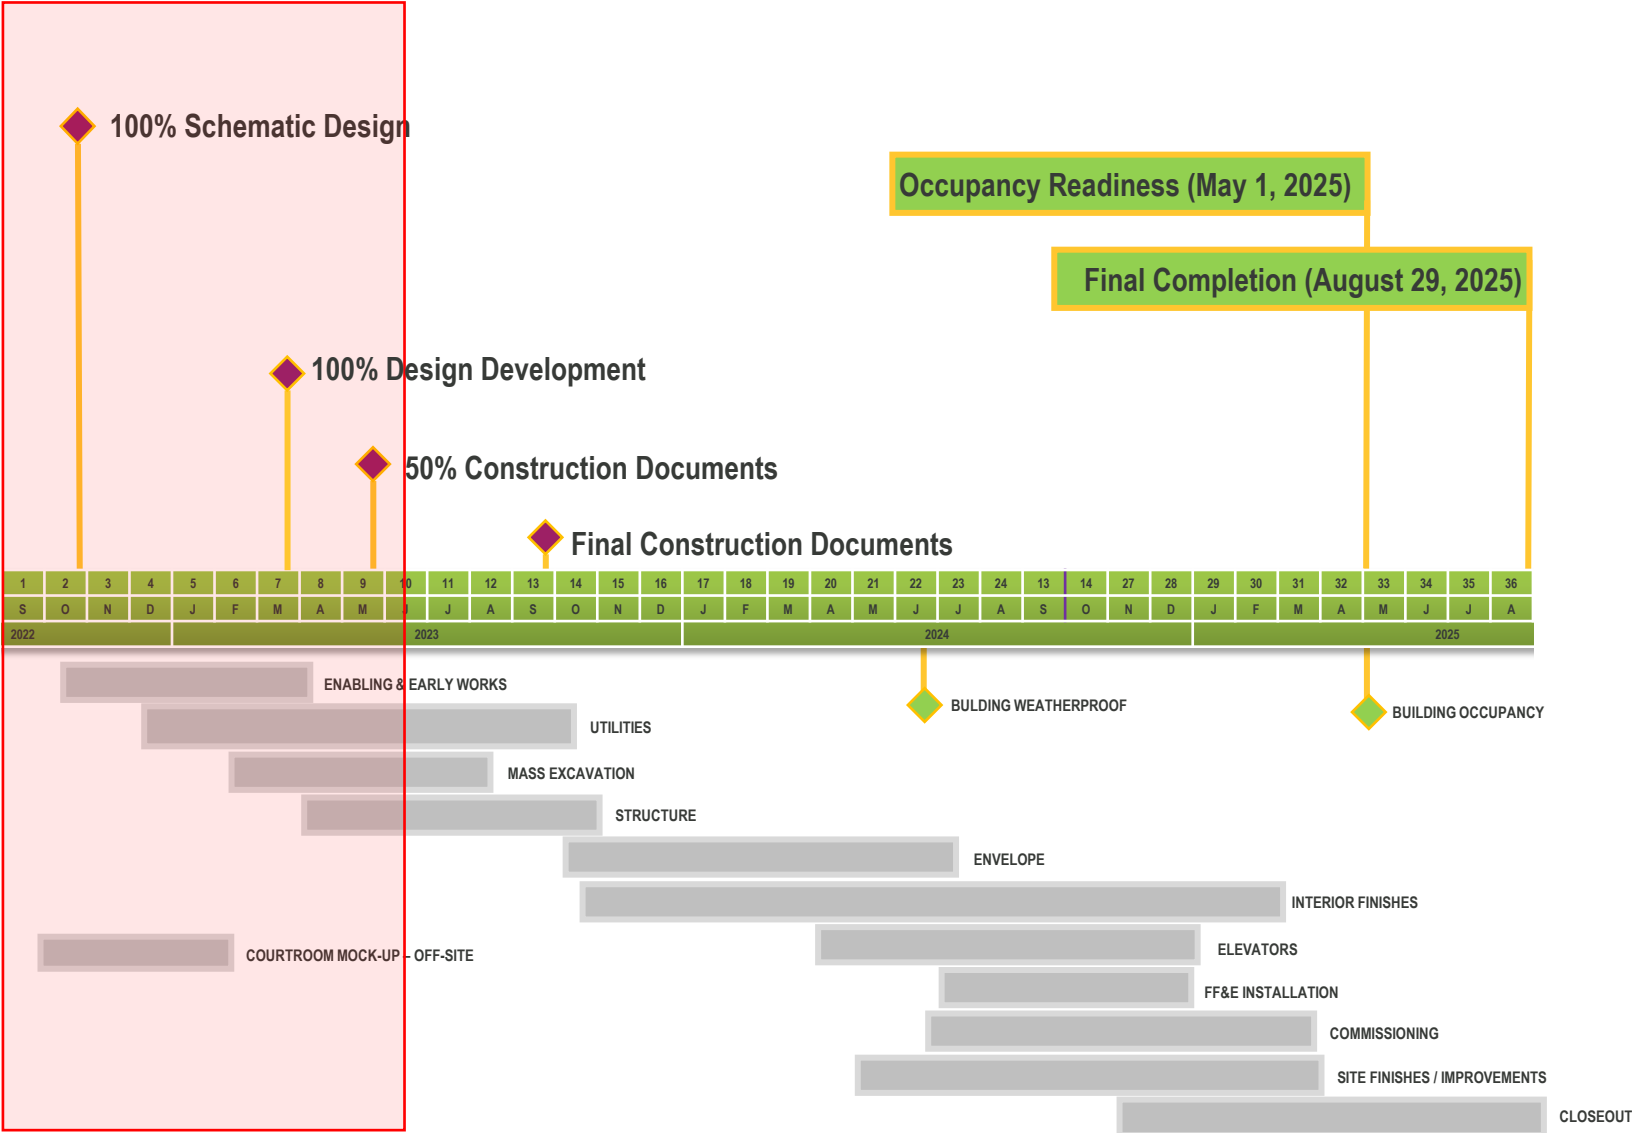 100% Schematic Design
Occupancy Readiness (May 1, 2025)
Final Completion (August 29, 2025)
100% Design Development
50% Construction Documents
Final Construction Documents
1 2 3 4 5 6 7 8 9 10 11 12 13 14 15 16 17 18 19 20 21 22 23 24 13 14 27 28 29 30 31 32 33 34 35 36
S O N D J F M A M J J A S O N D J F M A M J J A S O N D J F M A M J J A
2022 2023 2024 2025
ENABLING & EARLY WORKS
BULDING WEATHERPROOF
BUILDING OCCUPANCY
UTILITIES
MASS EXCAVATION
STRUCTURE
ENVELOPE
INTERIOR FINISHES
ELEVATORS
COURTROOM MOCK-UP – OFF-SITE
FF&E INSTALLATION
COMMISSIONING
SITE FINISHES / IMPROVEMENTS
CLOSEOUT